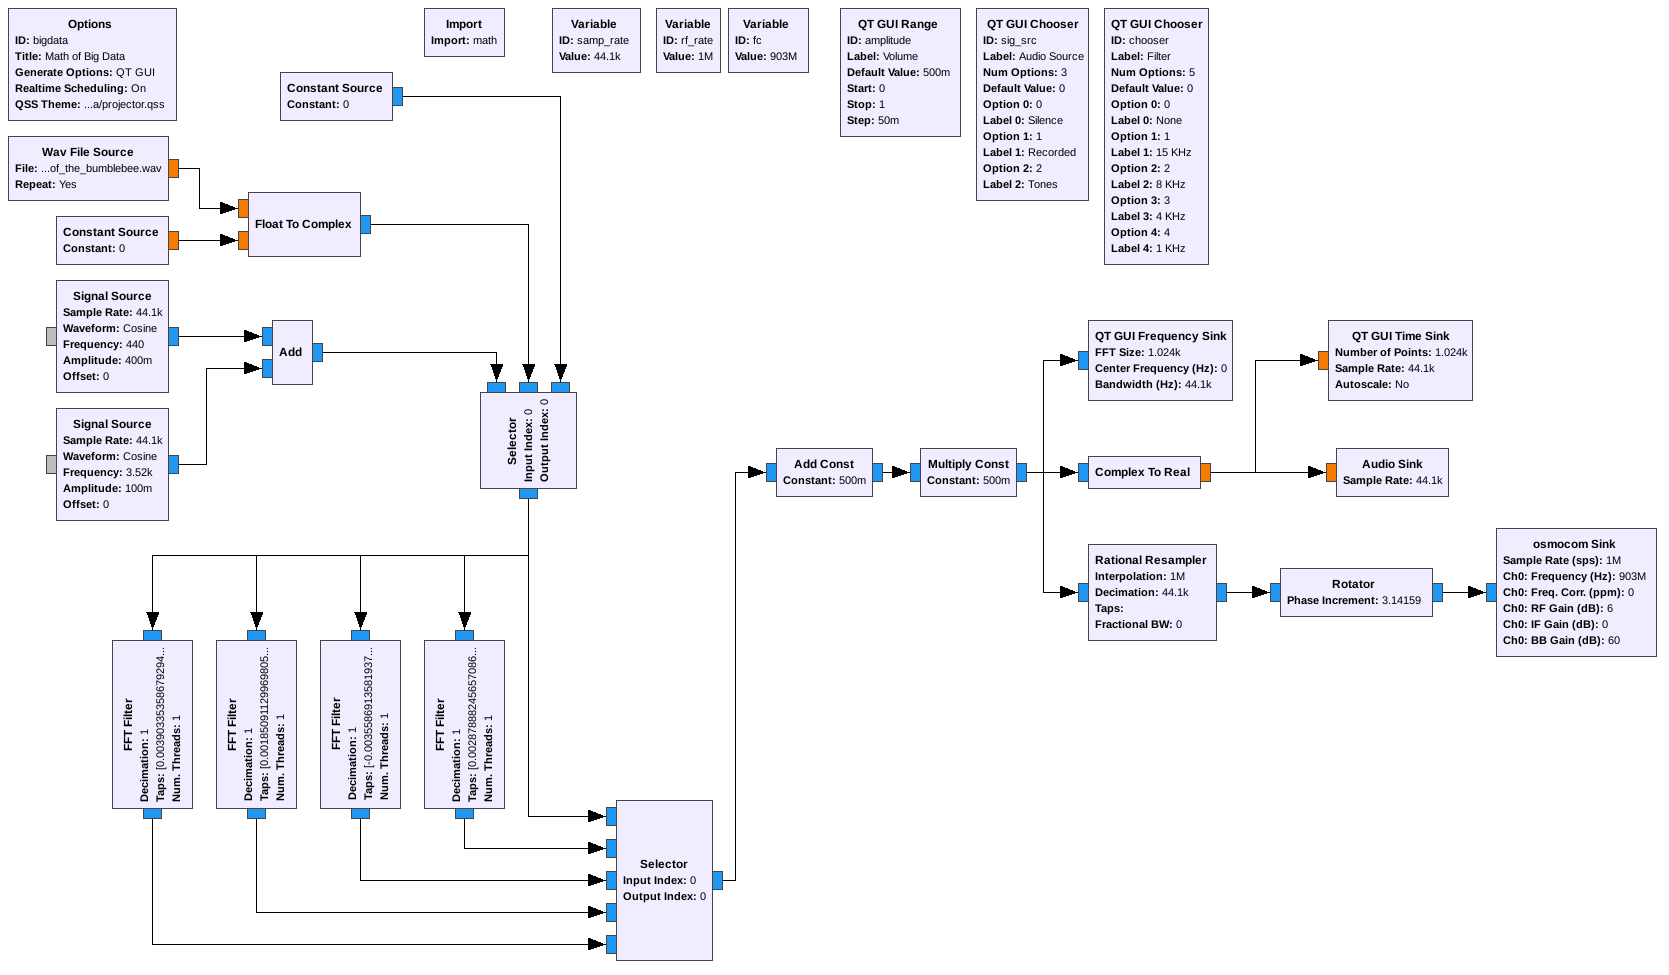 Options
ID: bigdata
Title: Math of Big Data
Generate Options: QT GUI
Realtime Scheduling: On
QSS Theme: ...a/projector.qss
Import
Import: math
Variable
ID: samp_rate
Value: 44.1k
Variable
ID: rf_rate
Value: 1M
Variable
ID: fc
Value: 903M
QT GUI Range
ID: amplitude
Label: Volume
Default Value: 500m
Start: 0
Stop: 1
Step: 50m
QT GUI Chooser
ID: sig_src
Label: Audio Source
Num Options: 3
Default Value: 0
Option 0: 0
Label 0: Silence
Option 1: 1
Label 1: Recorded
Option 2: 2
Label 2: Tones
QT GUI Chooser
ID: chooser
Label: Filter
Num Options: 5
Default Value: 0
Option 0: 0
Label 0: None
Option 1: 1
Label 1: 15 KHz
Option 2: 2
Label 2: 8 KHz
Option 3: 3
Label 3: 4 KHz
Option 4: 4
Label 4: 1 KHz
Constant Source
Constant: 0
Wav File Source
File: ...of_the_bumblebee.wav
Repeat: Yes
Constant Source
Constant: 0
Float To Complex
Signal Source
Sample Rate: 44.1k
Waveform: Cosine
Frequency: 440
Amplitude: 400m
Offset: 0
Add
Signal Source
Sample Rate: 44.1k
Waveform: Cosine
Frequency: 3.52k
Amplitude: 100m
Offset: 0
Selector
Input Index: 0
Output Index: 0
FFT Filter
Decimation: 1
Taps: [0.0039033535867929​4...
Num. Threads: 1
FFT Filter
Decimation: 1
Taps: [0.0018509112996980​5...
Num. Threads: 1
FFT Filter
Decimation: 1
Taps: [-0.003558691358193​7...
Num. Threads: 1
FFT Filter
Decimation: 1
Taps: [0.0028788824565708​6...
Num. Threads: 1
Selector
Input Index: 0
Output Index: 0
Add Const
Constant: 500m
Multiply Const
Constant: 500m
QT GUI Frequency Sink
FFT Size: 1.024k
Center Frequency (Hz): 0
Bandwidth (Hz): 44.1k
QT GUI Time Sink
Number of Points: 1.024k
Sample Rate: 44.1k
Autoscale: No
Complex To Real
Audio Sink
Sample Rate: 44.1k
Rational Resampler
Interpolation: 1M
Decimation: 44.1k
Taps:
Fractional BW: 0
Rotator
Phase Increment: 3.14159
osmocom Sink
Sample Rate (sps): 1M
Ch0: Frequency (Hz): 903M
Ch0: Freq. Corr. (ppm): 0
Ch0: RF Gain (dB): 6
Ch0: IF Gain (dB): 0
Ch0: BB Gain (dB): 60